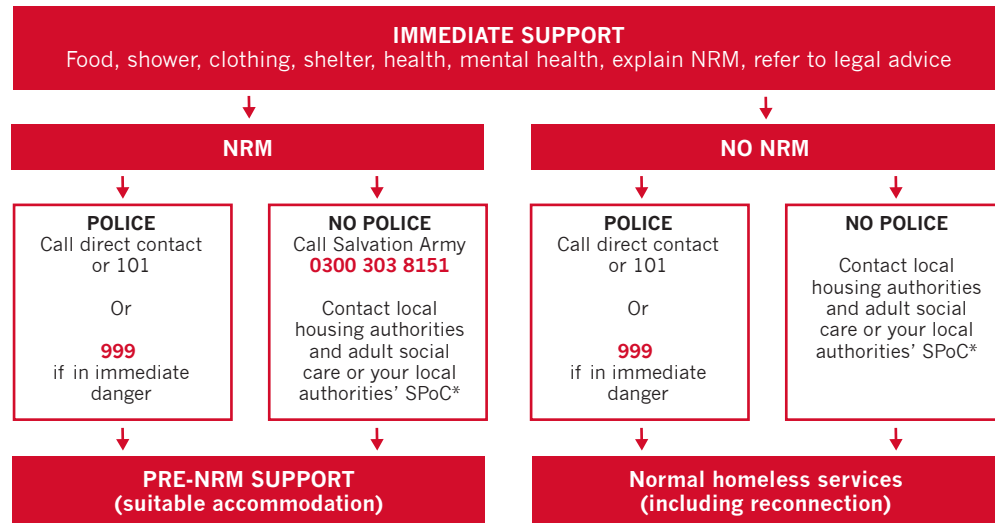 IMMEDIATE SUPPORT
Food, shower, clothing, shelter, health, mental health, explain NRM, refer to legal advice
NRM
POLICE
Call direct contact
or 101
Or
999
if in immediate
danger
NO POLICE
Call Salvation Army
0300 303 8151
Contact local
housing authorities
and adult social
care or your local
authorities’ SPoC*
PRE-NRM SUPPORT
(suitable accommodation)
NO NRM
POLICE
Call direct contact
or 101
Or
999
if in immediate
danger
NO POLICE
Contact local
housing authorities
and adult social
care or your local
authorities’ SPoC*
Normal homeless services
(including reconnection)